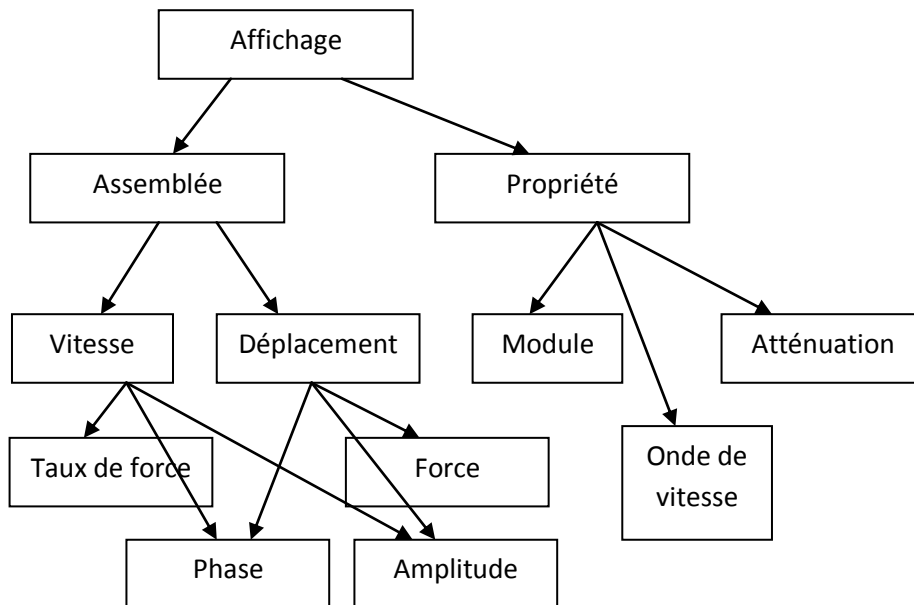 Affichage
Assemblée
Propriété
Vitesse
Déplacement
Module
Atténuation
Taux de force
Force
Onde de
vitesse
Phase
Amplitude